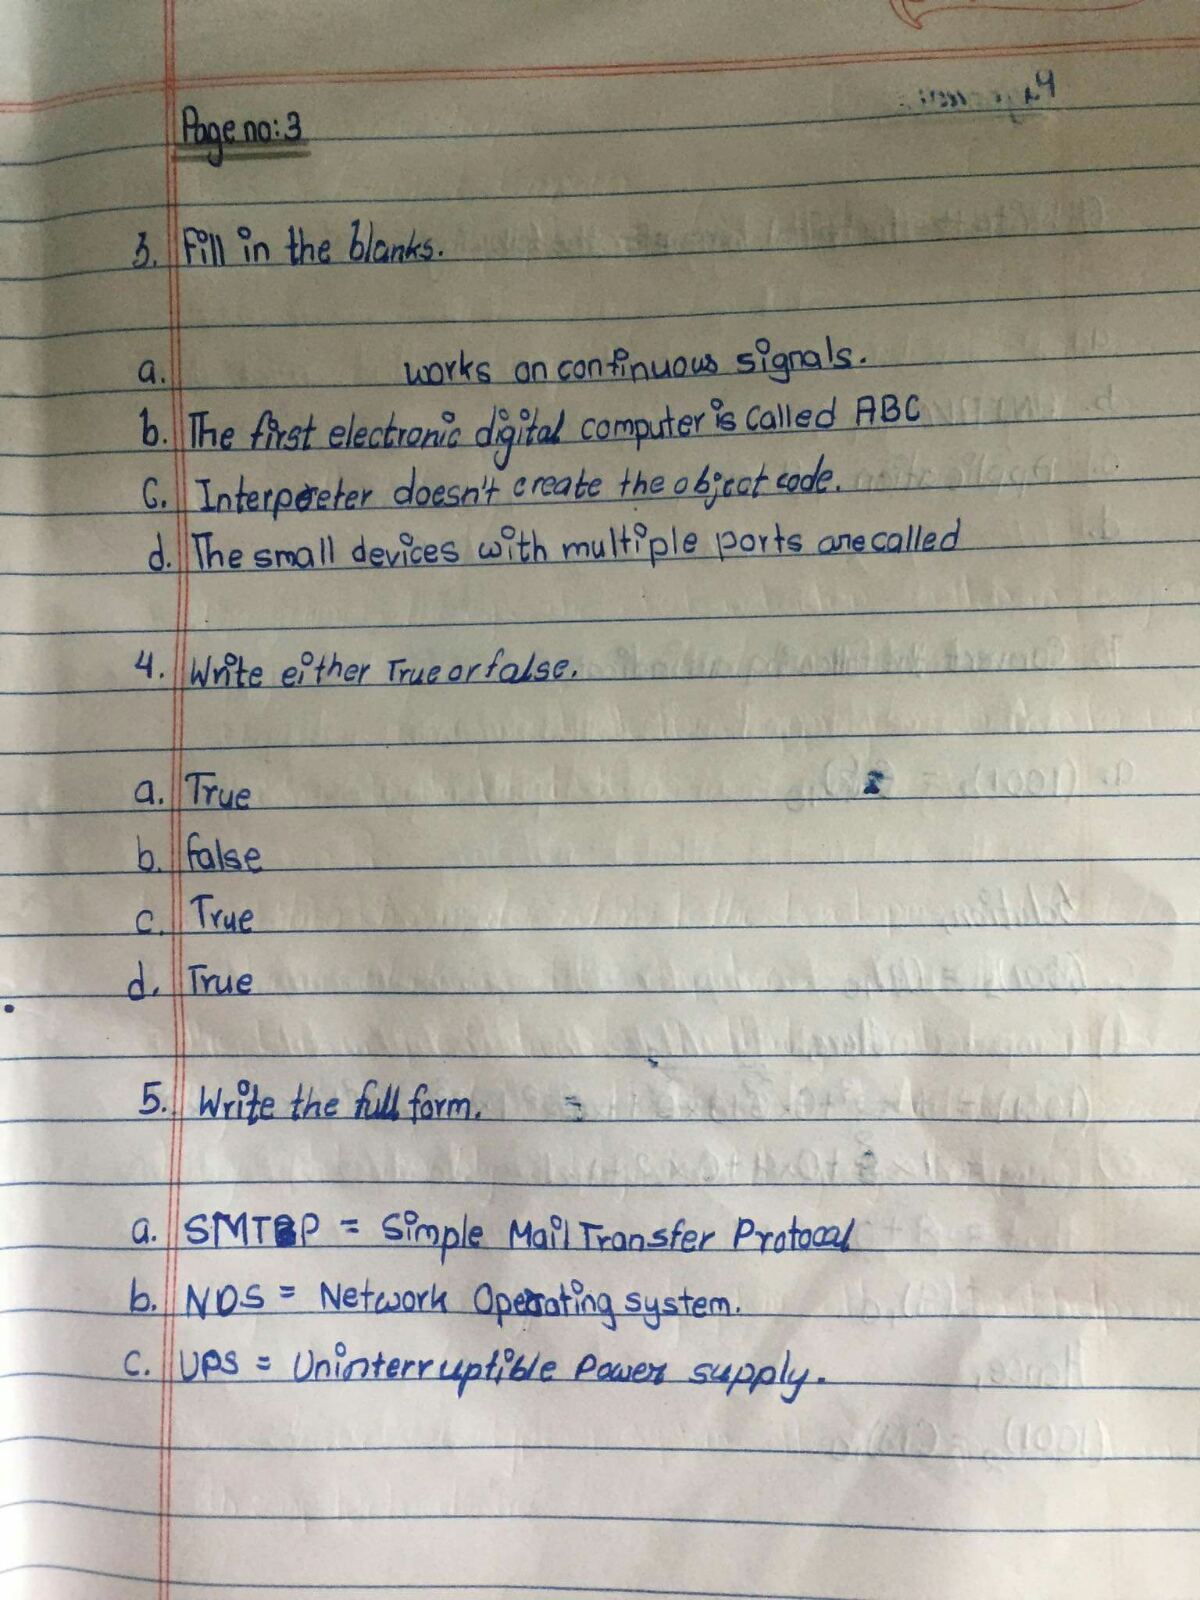 Page no:3
3. Fill in the blanks.
a. works on continuous signals.
b. The first electronic digital computer is called ABC
C. Interpreter doesn't create the object code.
d. The small devices with multiple ports are called
4. Write either True or false.
a. True
b. false
c. True
d. True
5. Write the full form.
a. SMTP = Simple Mail Transfer Protocal
b. NOS = Network Operating system.
c. UPS = Uninterruptible Power supply.